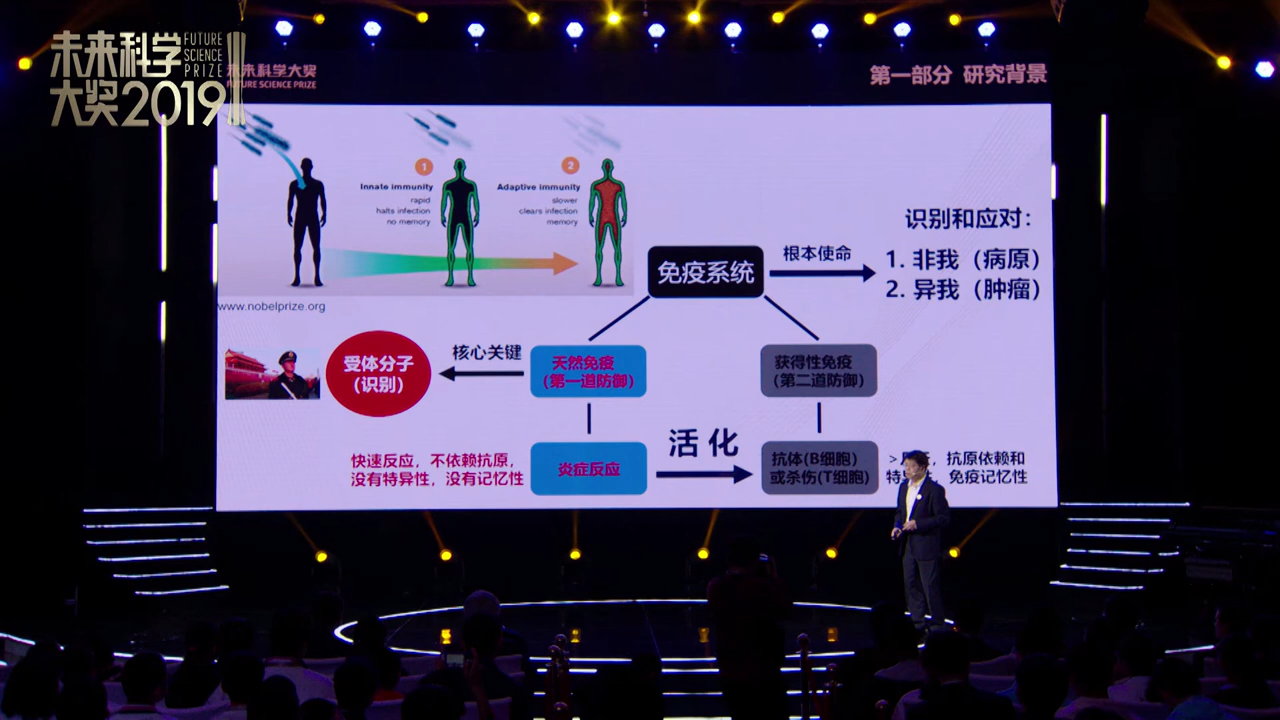 未来科学
大奖2019
FUTURE
SCIENCE
PRIZE
未来科学大奖
FUTURE SCIENCE PRIZE
第一部分 研究背景
1
Innate immunity
rapid
halts infection
no memory
2
Adaptive immunity
slower
clears infection
memory
www.nobelprize.org
免疫系统
根本使命
识别和应对：
1. 非我（病原）
2. 异我（肿瘤）
受体分子
（识别）
核心关键
天然免疫
（第一道防御）
获得性免疫
（第二道防御）
快速反应，不依赖抗原，
没有特异性，没有记忆性
炎症反应
活化
抗体(B细胞)
或杀伤(T细胞)
，抗原依赖和
特 ，免疫记忆性